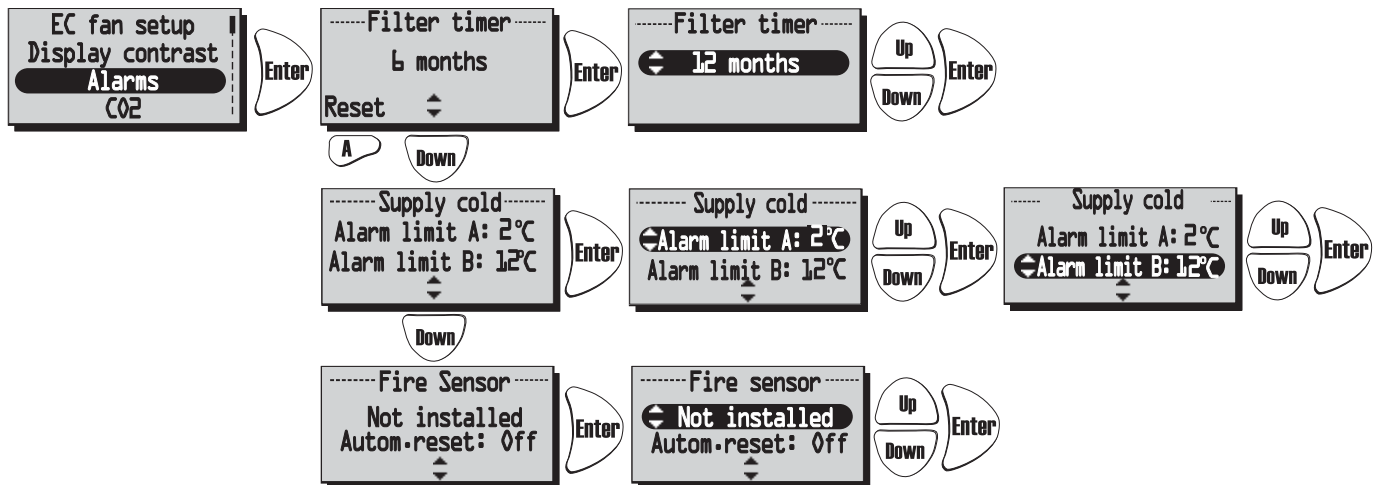 EC fan setup
Display contrast
Alarms
CO2
Enter
Filter timer
6 months
Reset
A
Down
Enter
Filter timer
12 months
Up
Down
Enter
Supply cold
Alarm limit A: 2°C
Alarm limit B: 12°C
Down
Enter
Supply cold
Alarm limit A: 2°C
Alarm limit B: 12°C
Up
Down
Enter
Supply cold
Alarm limit A: 2°C
Alarm limit B: 12°C
Up
Down
Enter
Fire Sensor
Not installed
Autom.reset: Off
Enter
Fire sensor
Not installed
Autom.reset: Off
Up
Down
Enter